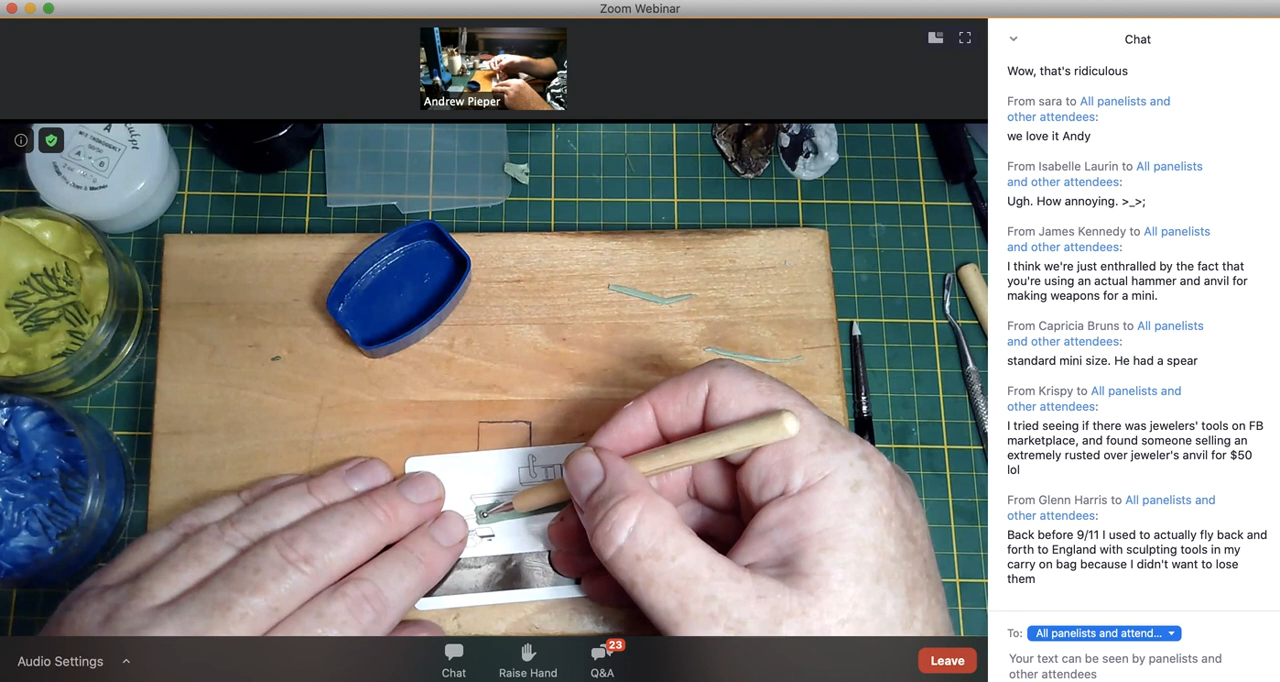 Zoom Webinar
Andrew Pieper
Chat
Wow, that's ridiculous
From sara to All panelists and
other attendees:
we love it Andy
From Isabelle Laurin to All panelists
and other attendees:
Ugh. How annoying. >_>;
From James Kennedy to All panelists
and other attendees:
I think we're just enthralled by the fact that
you're using an actual hammer and anvil for
making weapons for a mini.
From Capricia Bruns to All panelists
and other attendees:
standard mini size. He had a spear
From Krispy to All panelists and
other attendees:
I tried seeing if there was jewelers' tools on FB
marketplace, and found someone selling an
extremely rusted over jeweler's anvil for $50
lol
From Glenn Harris to All panelists and
other attendees:
Back before 9/11 I used to actually fly back and
forth to England with sculpting tools in my
carry on bag because I didn't want to lose
them
To: All panelists and attend...
Your text can be seen by panelists and
other attendees
Audio Settings
Chat
Raise Hand
23
Q&A
Leave
A
A B